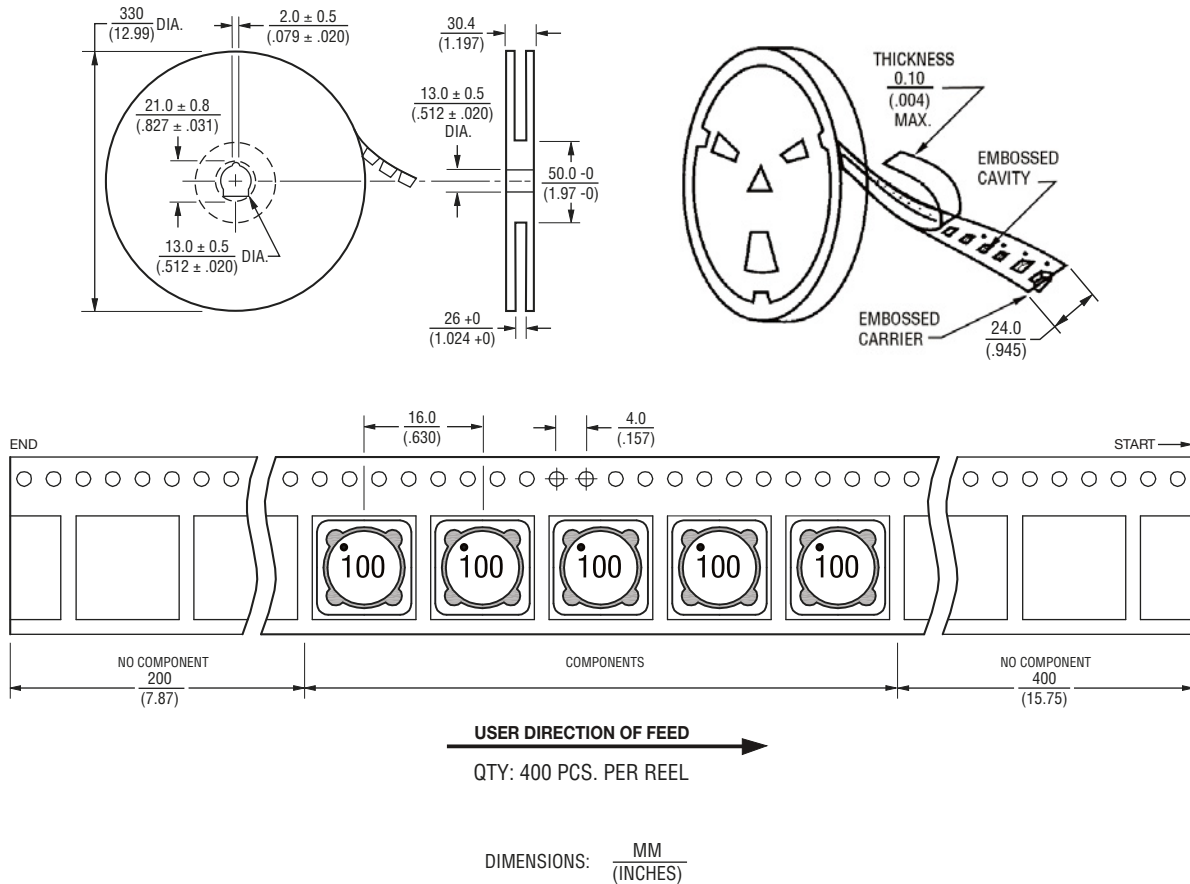 330
(12.99)
DIA.
2.0 ± 0.5
(.079 ± .020)
21.0 ± 0.8
(.827 ± .031)
13.0 ± 0.5
(.512 ± .020)
DIA.
30.4
(1.197)
13.0 ± 0.5
(.512 ± .020)
DIA.
50.0 -0
(1.97 -0)
26 +0
(1.024 +0)
THICKNESS
0.10
(.004)
MAX.
EMBOSSED
CAVITY
EMBOSSED
CARRIER
24.0
(.945)
16.0
(.630)
4.0
(.157)
END
START
100
100
100
100
100
NO COMPONENT
200
(7.87)
COMPONENTS
NO COMPONENT
400
(15.75)
USER DIRECTION OF FEED
QTY: 400 PCS. PER REEL
DIMENSIONS: MM
(INCHES)